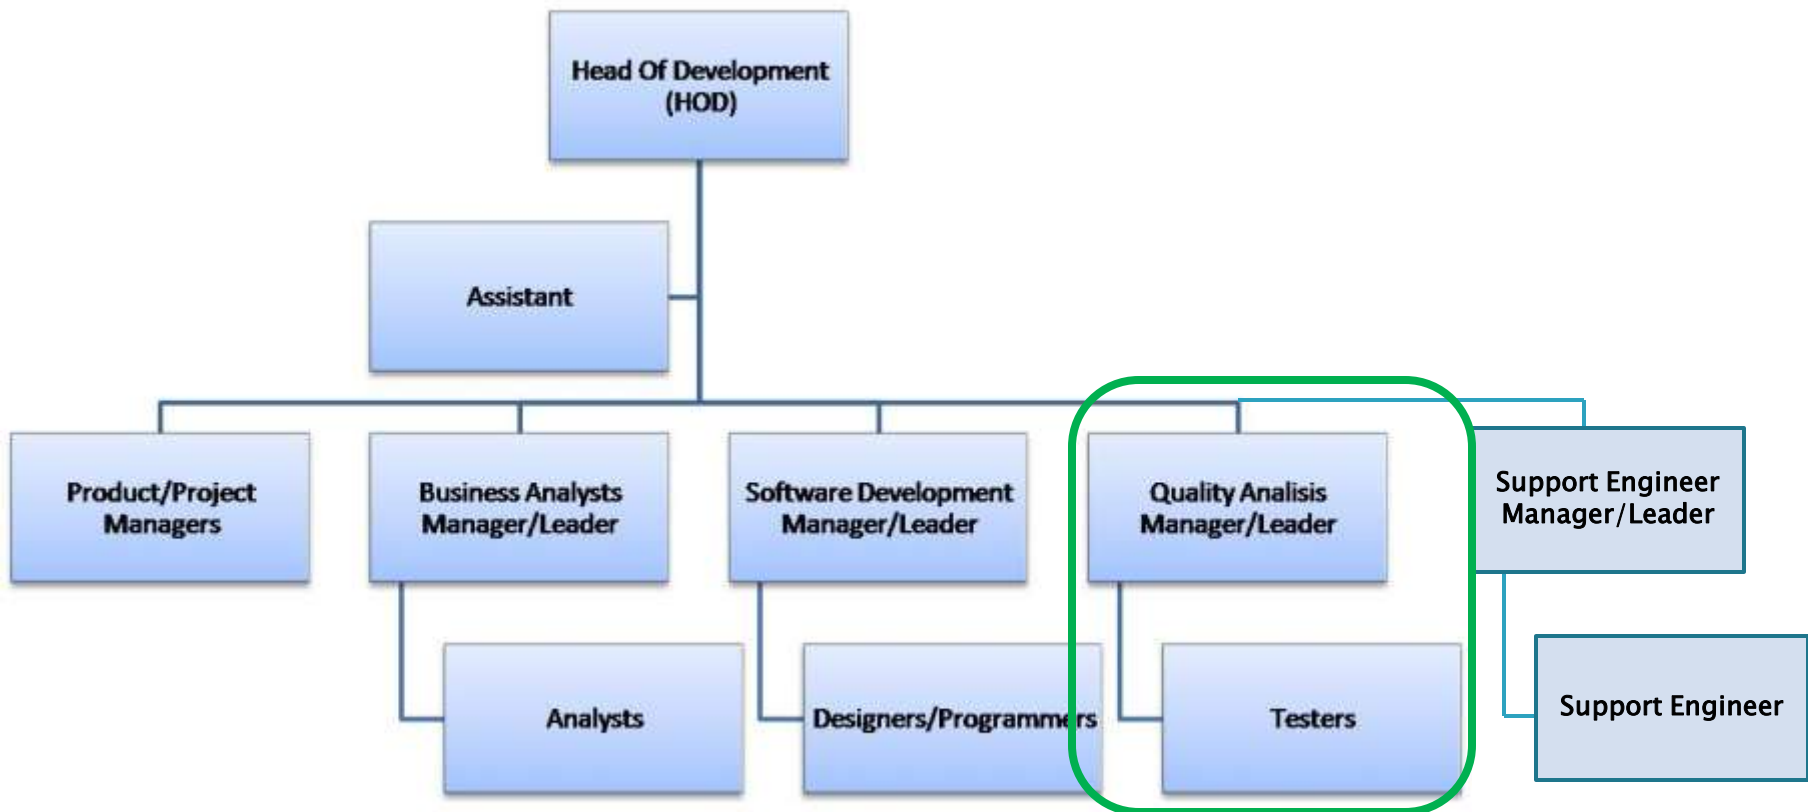 Head Of Development
(HOD)
Assistant
Product/Project
Managers
Business Analysts
Manager/Leader
Software Development
Manager/Leader
Quality Analisis
Manager/Leader
Support Engineer
Manager/Leader
Analysts
Designers/Programmers
Testers
Support Engineer